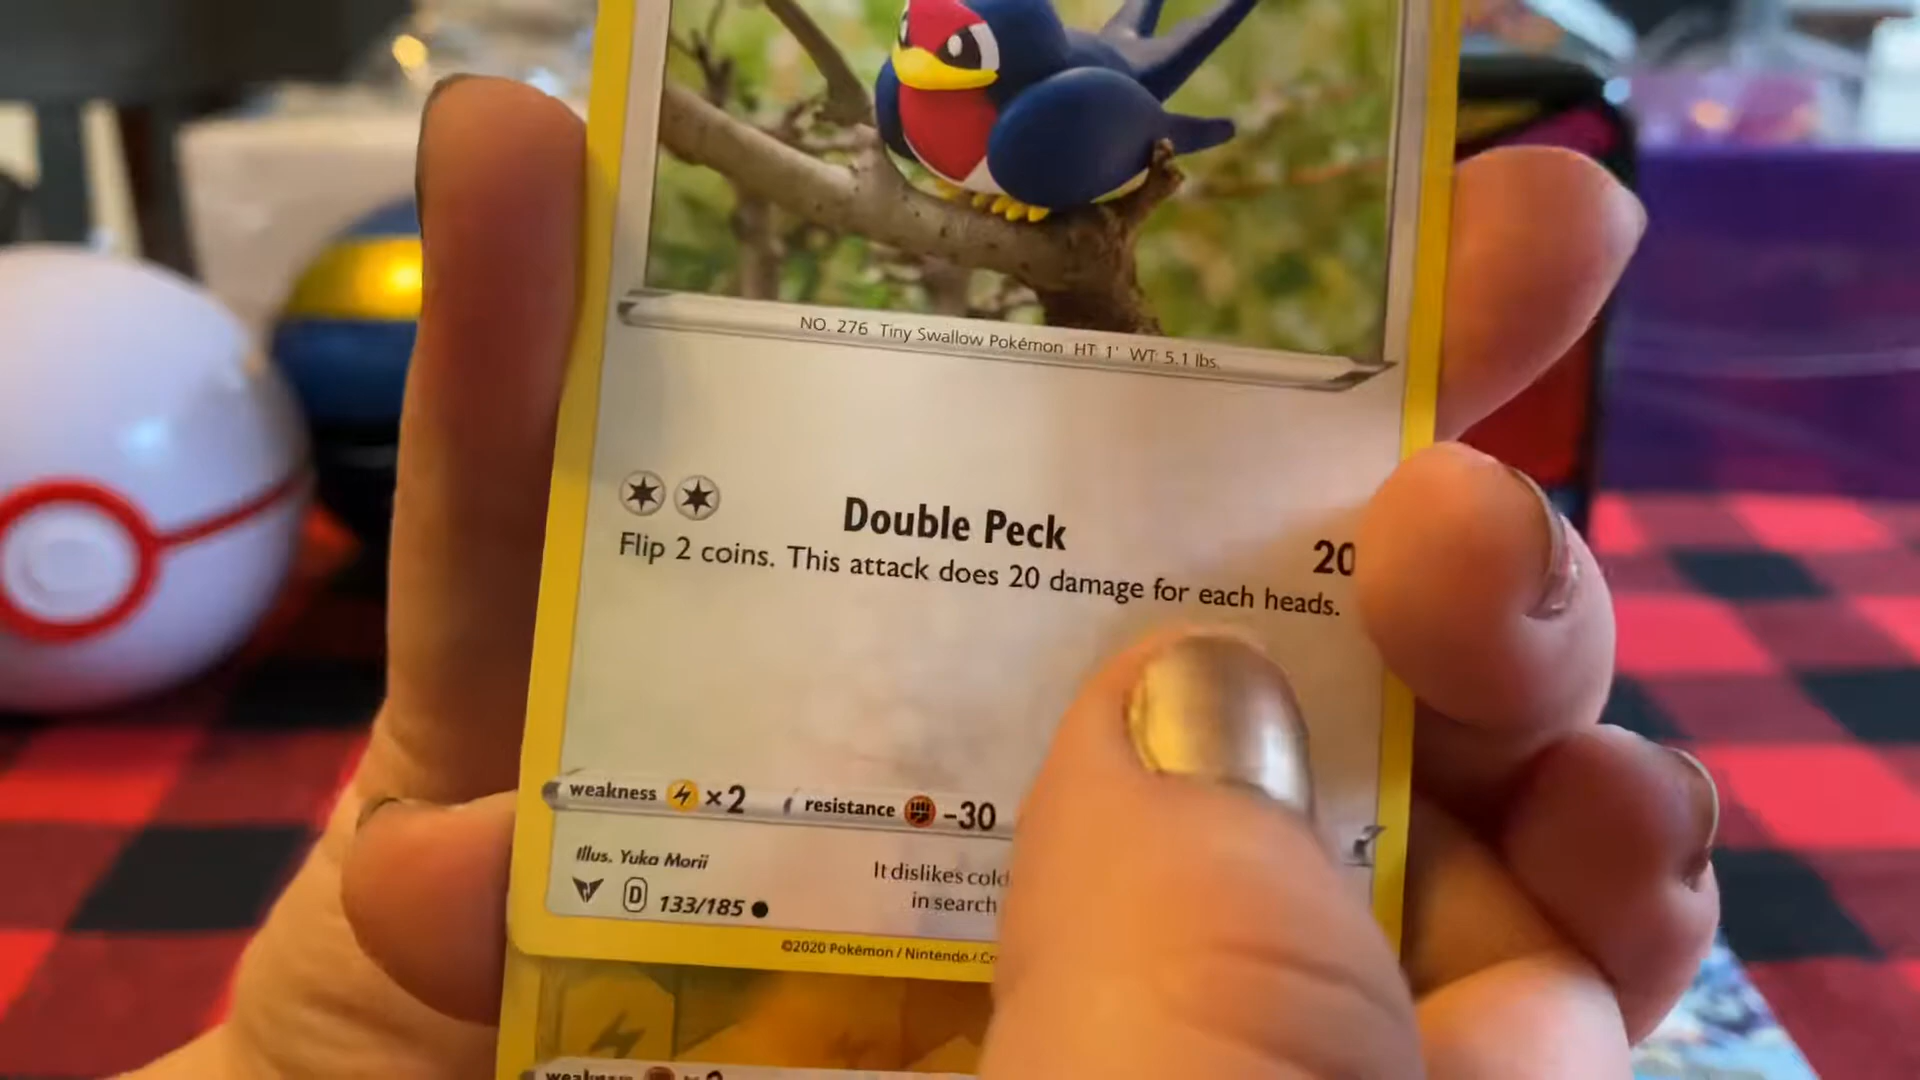 NO. 276 Tiny Swallow Pokémon HT: 1' WT: 5.1 lbs.
Double Peck
20
Flip 2 coins. This attack does 20 damage for each heads.
weakness ×2 resistance -30
Illus. Yuka Morii
It dislikes cold
in search
D 133/185
©2020 Pokémon / Nintendo /
weakness